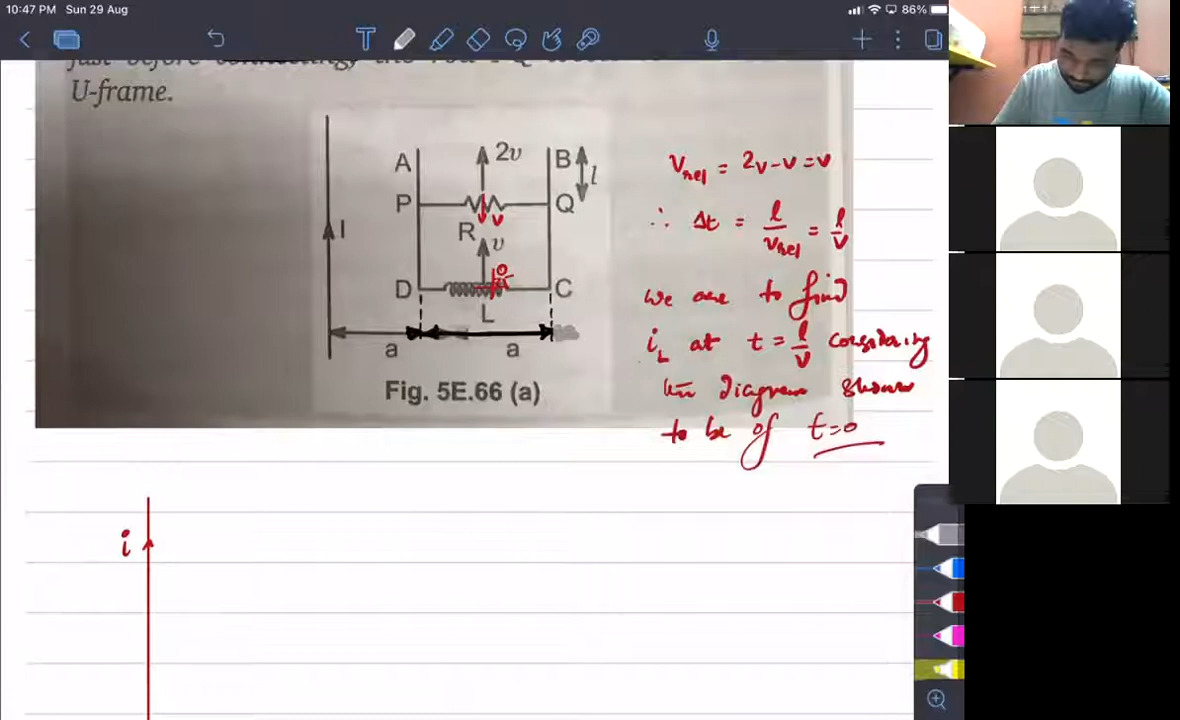 10:47 PM Sun 29 Aug
86%
U-frame.
A 2v B l
P Q
I R v
v
D C
L
a a
Fig. 5E.66 (a)
Vrel = 2v-v = v
∴ Δt = l/vrel = l/v
we are to find
iL at t = l/v considering
diagram shown
to be of t=0
i